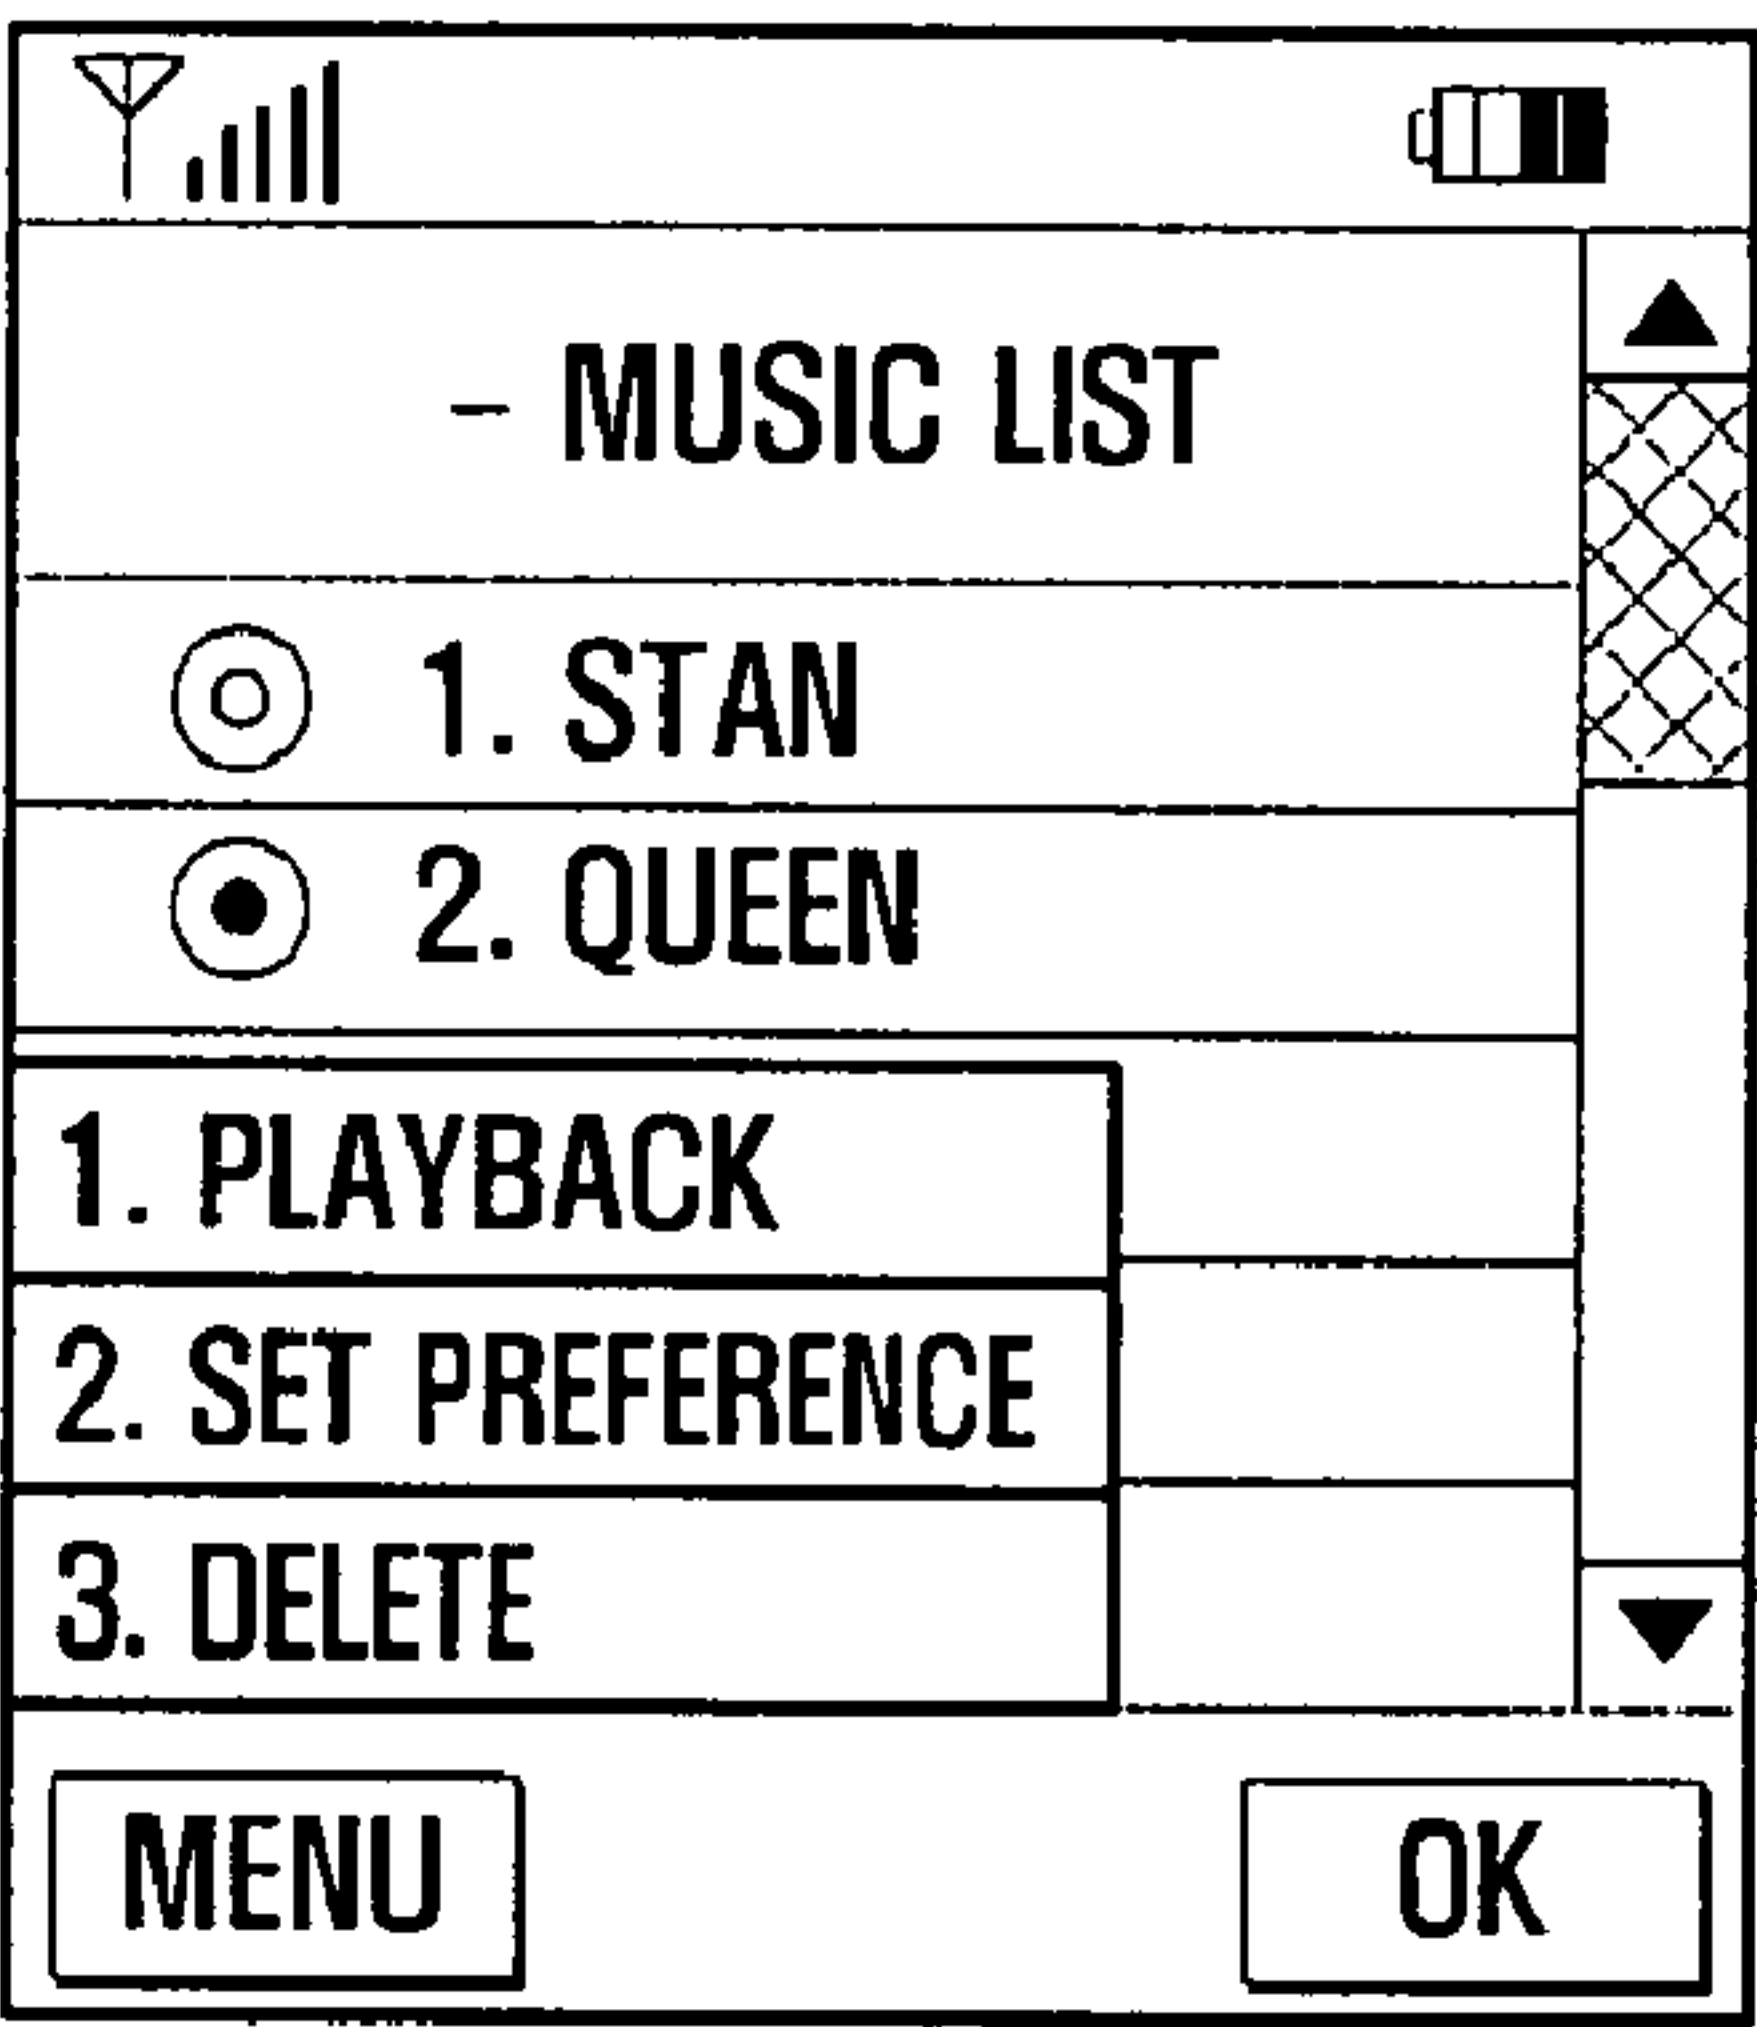 – MUSIC LIST
1. STAN
2. QUEEN
1. PLAYBACK
2. SET PREFERENCE
3. DELETE
MENU
OK